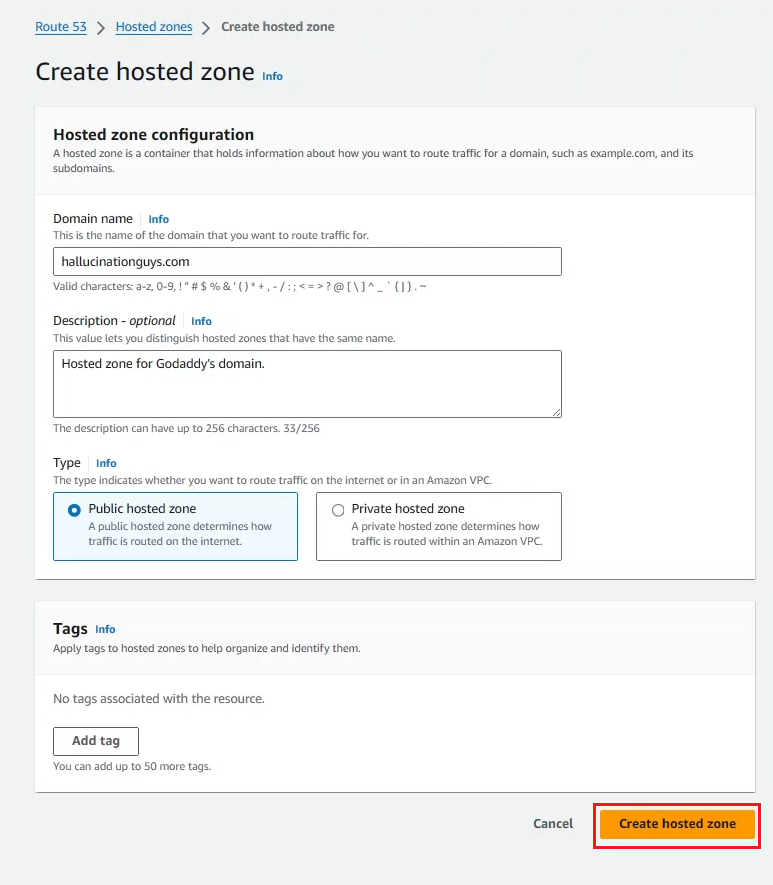 Route 53 > Hosted zones > Create hosted zone
Create hosted zone Info
Hosted zone configuration
A hosted zone is a container that holds information about how you want to route traffic for a domain, such as example.com, and its
subdomains.
Domain name Info
This is the name of the domain that you want to route traffic for.
hallucinationguys.com
Valid characters: a-z, 0-9, ! " # $ % & ' ( ) * + , - / : ; < = > ? @ [ \ ] ^ _ ` { | } . ~
Description - optional Info
This value lets you distinguish hosted zones that have the same name.
Hosted zone for Godaddy's domain.
The description can have up to 256 characters. 33/256
Type Info
The type indicates whether you want to route traffic on the internet or in an Amazon VPC.
Public hosted zone
A public hosted zone determines how
traffic is routed on the internet.
Private hosted zone
A private hosted zone determines how
traffic is routed within an Amazon VPC.
Tags Info
Apply tags to hosted zones to help organize and identify them.
No tags associated with the resource.
Add tag
You can add up to 50 more tags.
Cancel
Create hosted zone